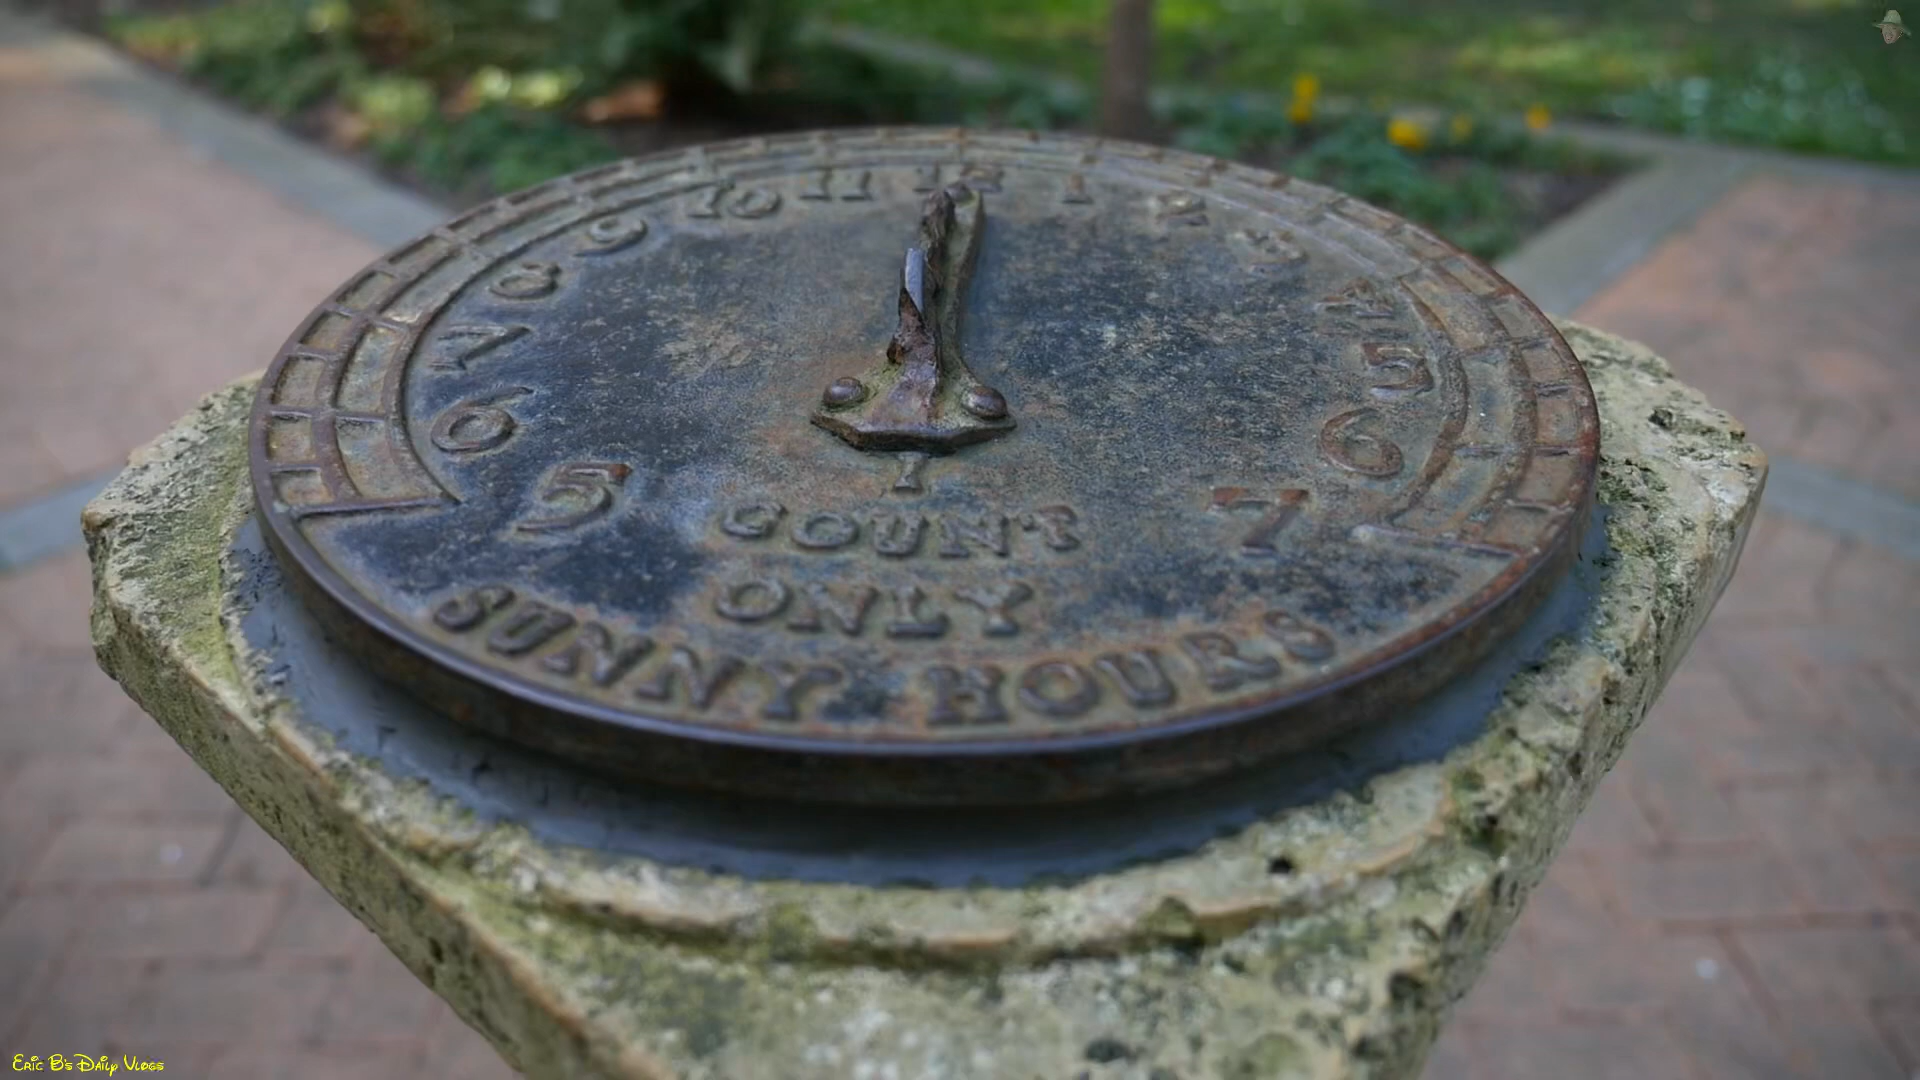 10 11 12 1 2
9 3
8 4
7 5
6 6
5 7
I
COUNT
ONLY
SUNNY HOURS
Eric B's Daily Vlogs